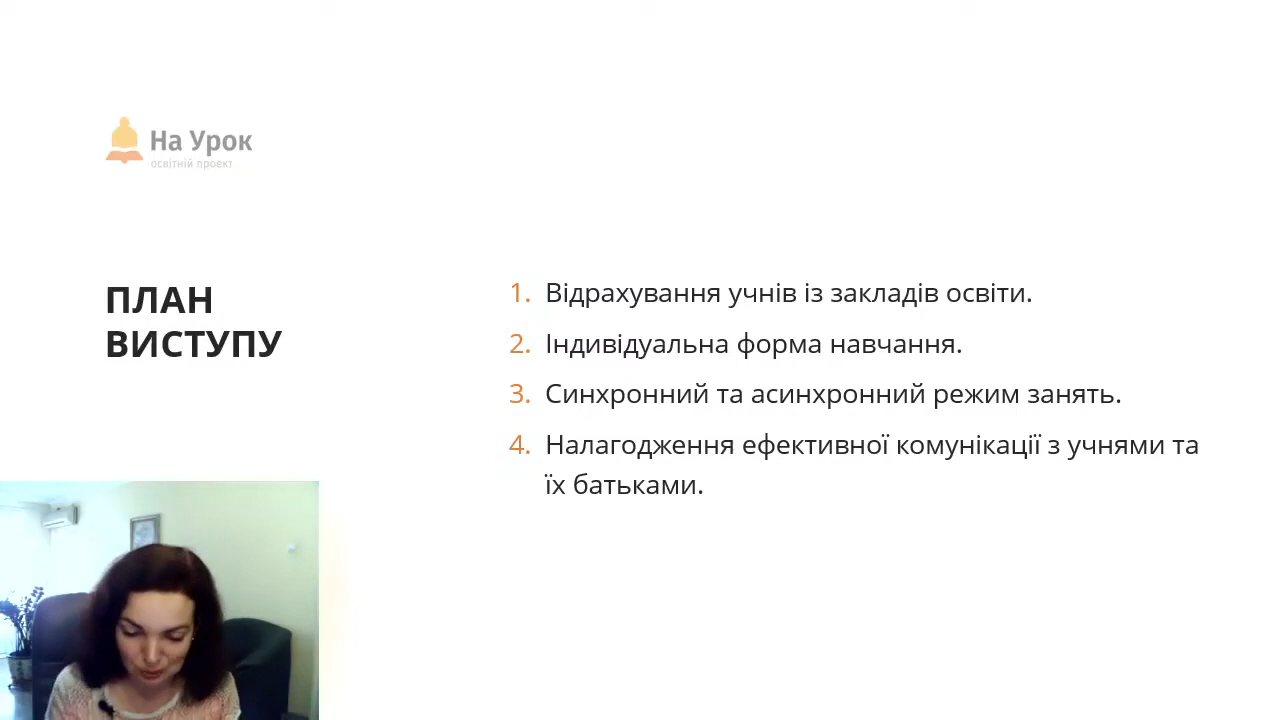 На Урок
освітній проект
ПЛАН
ВИСТУПУ
1. Відрахування учнів із закладів освіти.
2. Індивідуальна форма навчання.
3. Синхронний та асинхронний режим занять.
4. Налагодження ефективної комунікації з учнями та
їх батьками.